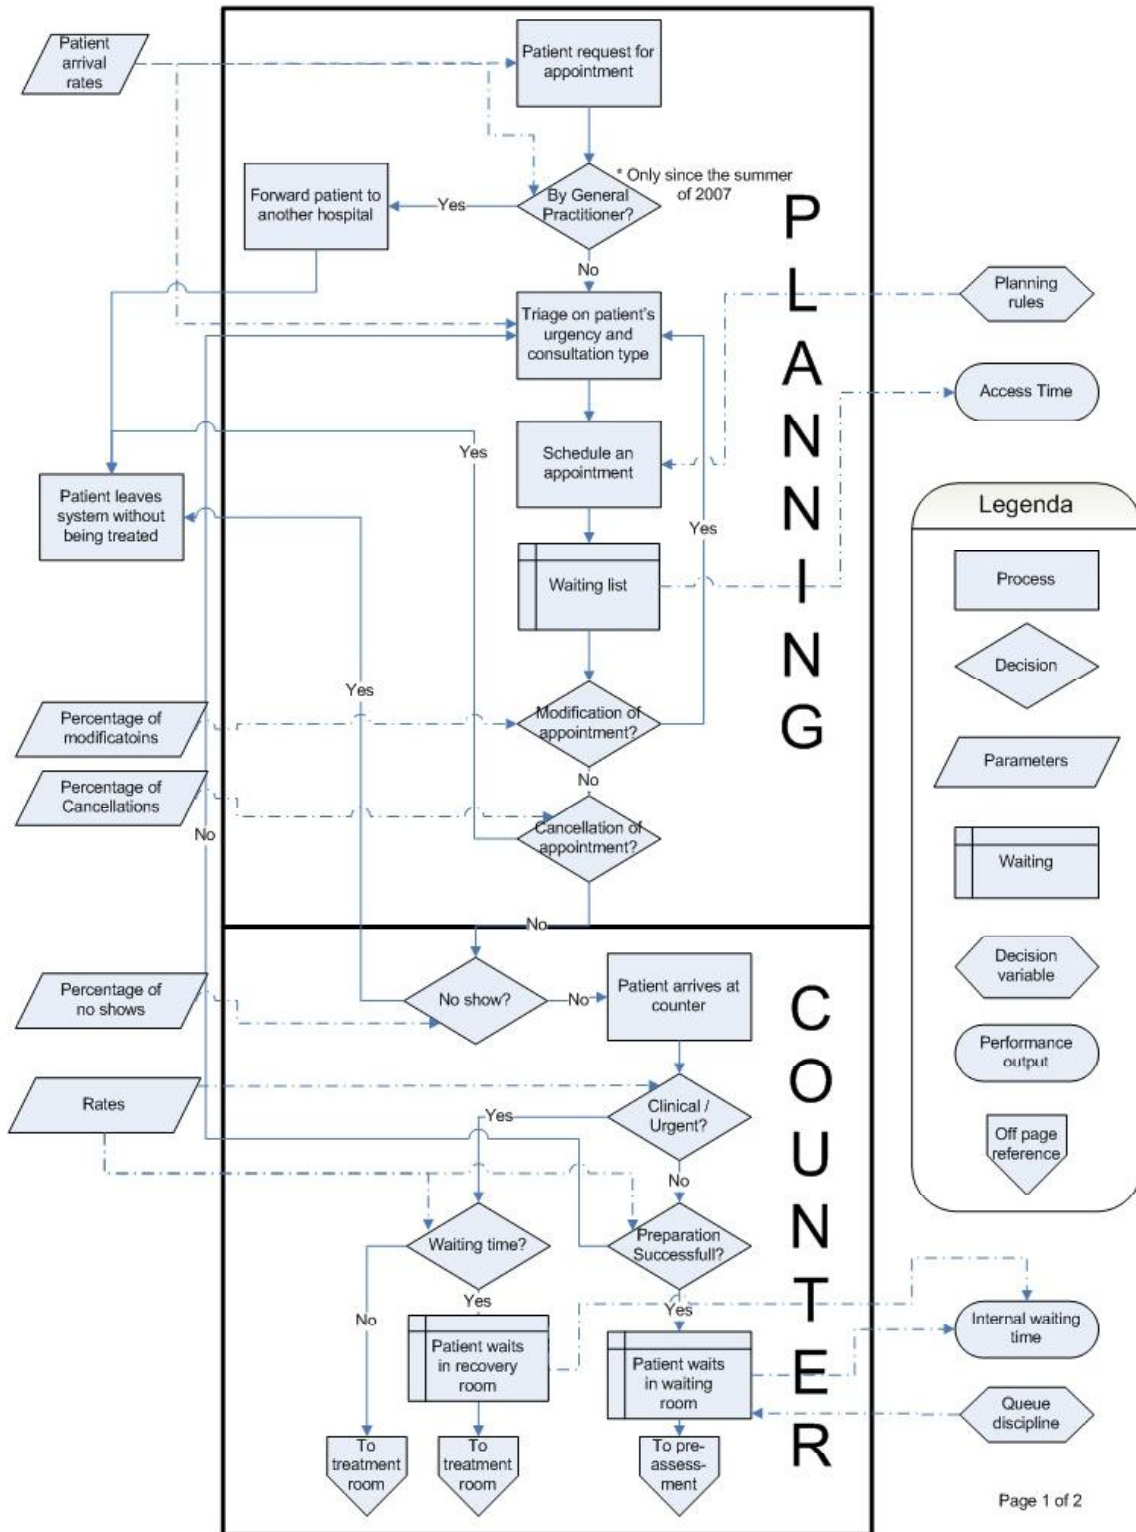 Patient
arrival
rates
Patient request for
appointment
* Only since the summer
of 2007
By General
Practitioner?
Yes
Forward patient to
another hospital
No
Triage on patient's
urgency and
consultation type
Planning
rules
Access Time
Schedule an
appointment
Yes
Yes
Patient leaves
system without
being treated
Waiting list
PLANNING
Yes
Percentage of
modificatoins
Modification of
appointment?
No
Percentage of
Cancellations
Cancellation of
appointment?
No
No
Percentage of
no shows
No show?
No
Patient arrives at
counter
Rates
Clinical /
Urgent?
Yes
No
Waiting time?
Preparation
Successfull?
No
Yes
Yes
Patient waits
in recovery
room
Patient waits
in waiting
room
COUNTER
Internal waiting
time
Queue
discipline
To
treatment
room
To
treatment
room
To pre-
assess-
ment
Legenda
Process
Decision
Parameters
Waiting
Decision
variable
Performance
output
Off page
reference
Page 1 of 2